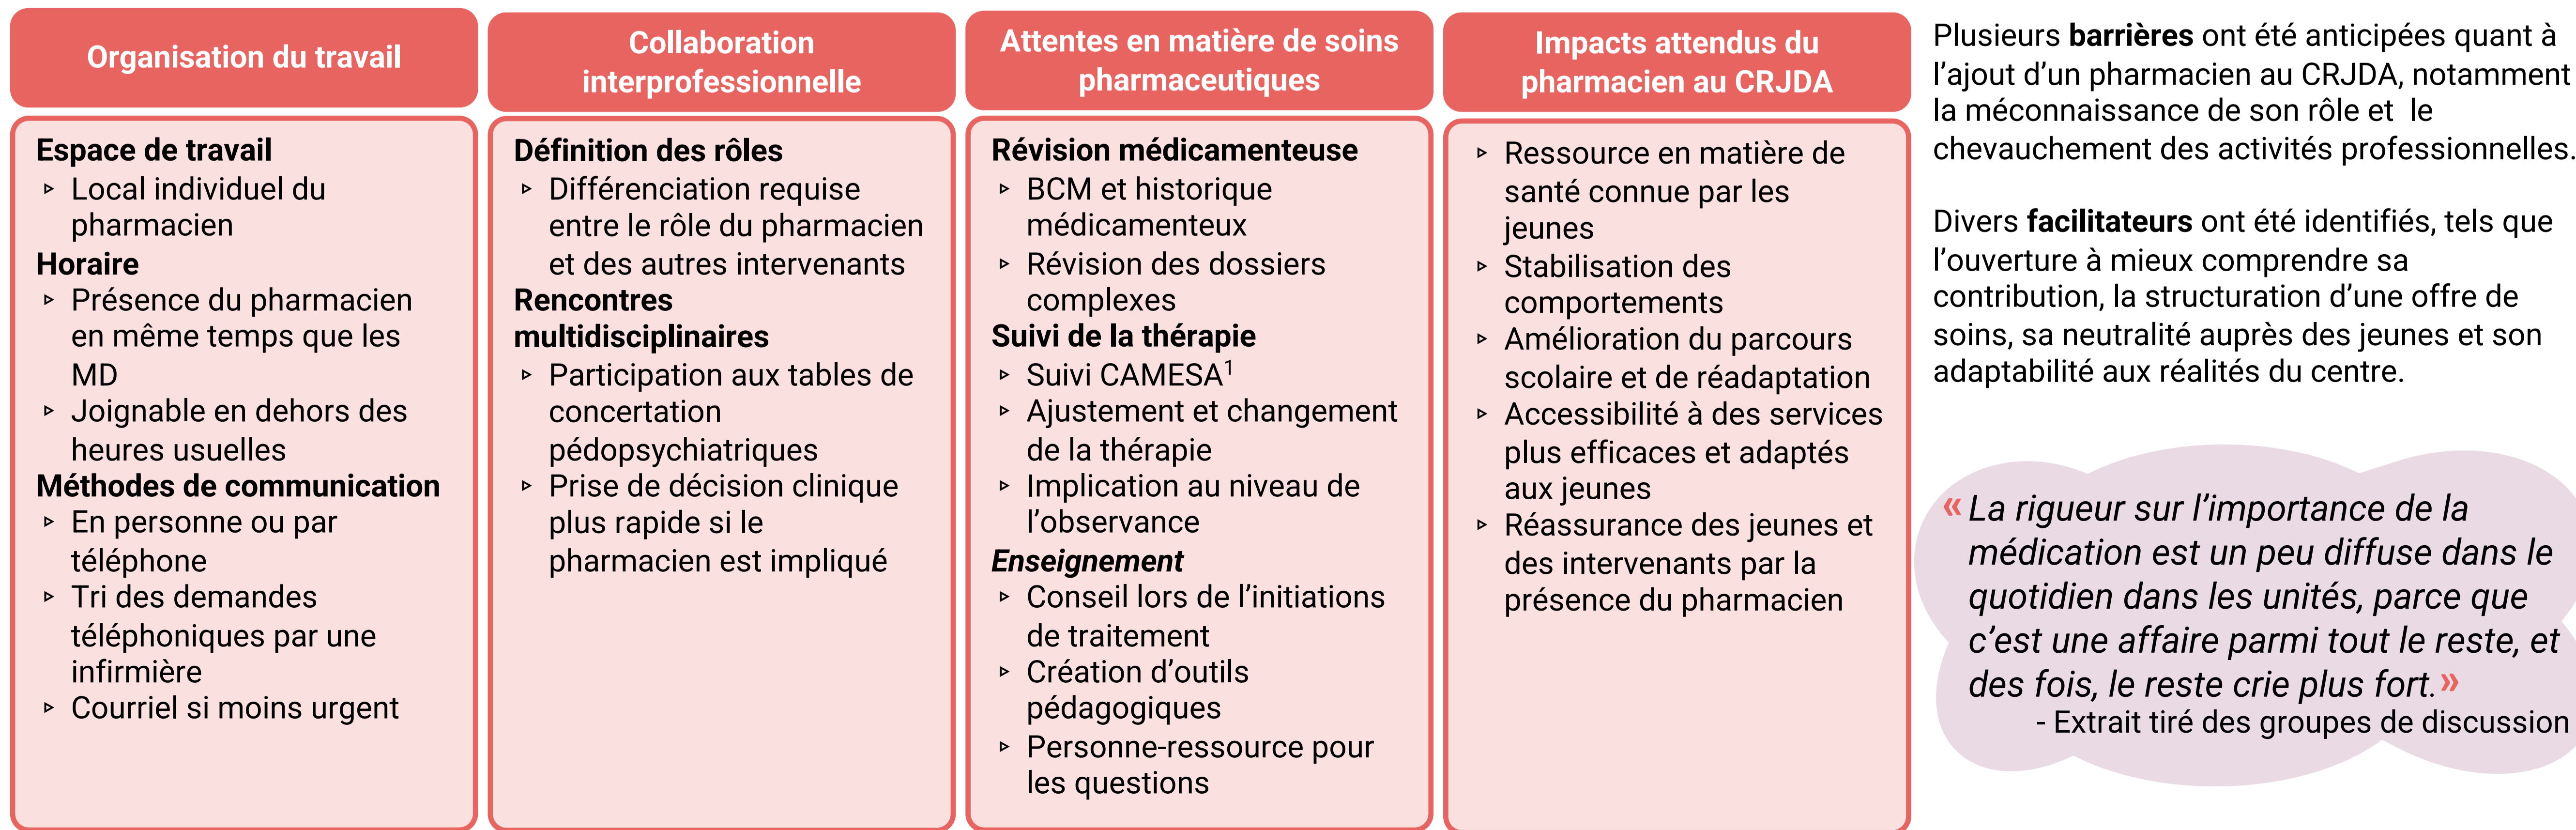 Organisation du travail
Espace de travail
▹ Local individuel du
pharmacien
Horaire
▹ Présence du pharmacien
en même temps que les
MD
▹ Joignable en dehors des
heures usuelles
Méthodes de communication
▹ En personne ou par
téléphone
▹ Tri des demandes
téléphoniques par une
infirmière
▹ Courriel si moins urgent
Collaboration
interprofessionnelle
Définition des rôles
▹ Différenciation requise
entre le rôle du pharmacien
et des autres intervenants
Rencontres
multidisciplinaires
▹ Participation aux tables de
concertation
pédopsychiatriques
▹ Prise de décision clinique
plus rapide si le
pharmacien est impliqué
Attentes en matière de soins
pharmaceutiques
Révision médicamenteuse
▹ BCM et historique
médicamenteux
▹ Révision des dossiers
complexes
Suivi de la thérapie
▹ Suivi CAMESA¹
▹ Ajustement et changement
de la thérapie
▹ Implication au niveau de
l’observance
Enseignement
▹ Conseil lors de l’initiations
de traitement
▹ Création d’outils
pédagogiques
▹ Personne-ressource pour
les questions
Impacts attendus du
pharmacien au CRJDA
▹ Ressource en matière de
santé connue par les
jeunes
▹ Stabilisation des
comportements
▹ Amélioration du parcours
scolaire et de réadaptation
▹ Accessibilité à des services
plus efficaces et adaptés
aux jeunes
▹ Réassurance des jeunes et
des intervenants par la
présence du pharmacien
Plusieurs barrières ont été anticipées quant à
l’ajout d’un pharmacien au CRJDA, notamment
la méconnaissance de son rôle et le
chevauchement des activités professionnelles.
Divers facilitateurs ont été identifiés, tels que
l’ouverture à mieux comprendre sa
contribution, la structuration d’une offre de
soins, sa neutralité auprès des jeunes et son
adaptabilité aux réalités du centre.
« La rigueur sur l’importance de la
médication est un peu diffuse dans le
quotidien dans les unités, parce que
c’est une affaire parmi tout le reste, et
des fois, le reste crie plus fort. »
- Extrait tiré des groupes de discussion